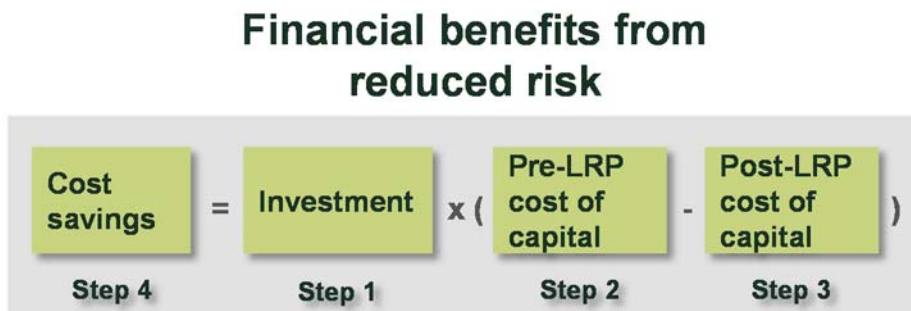 Financial benefits from
reduced risk
Cost
savings
=
Investment
x (
Pre-LRP
cost of
capital
-
Post-LRP
cost of
capital
)
Step 4
Step 1
Step 2
Step 3